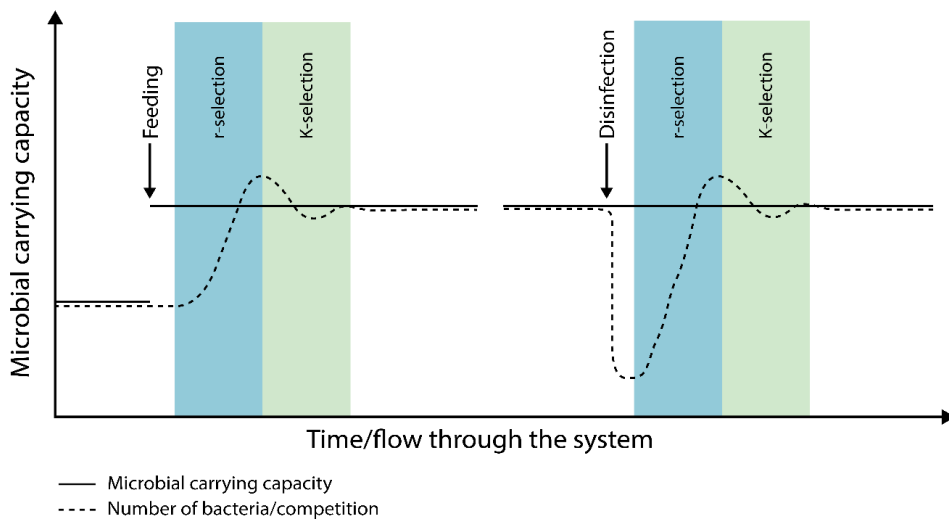 Microbial carrying capacity
Feeding
r-selection
K-selection
Disinfection
r-selection
K-selection
Time/flow through the system
Microbial carrying capacity
Number of bacteria/competition